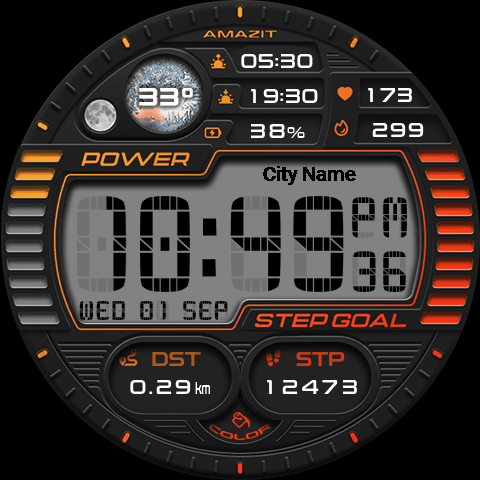 AMAZIT
05:30
33°
19:30
173
38%
299
POWER
City Name
10:49
PM
36
WED 01 SEP
STEP GOAL
DST
STP
0.29 km
12473
COLOR